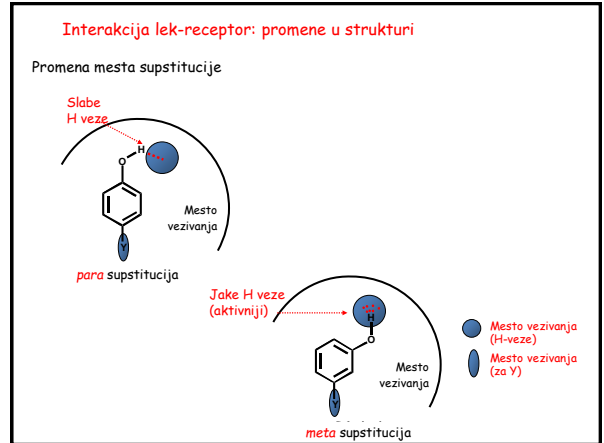 Interakcija lek-receptor: promene u strukturi
Promena mesta supstitucije
Slabe
H veze
H
O
Mesto
vezivanja
Y
para supstitucija
Jake H veze
(aktivniji)
H
O
Mesto
vezivanja
Y
meta supstitucija
Mesto vezivanja
(H-veze)
Mesto vezivanja
(za Y)